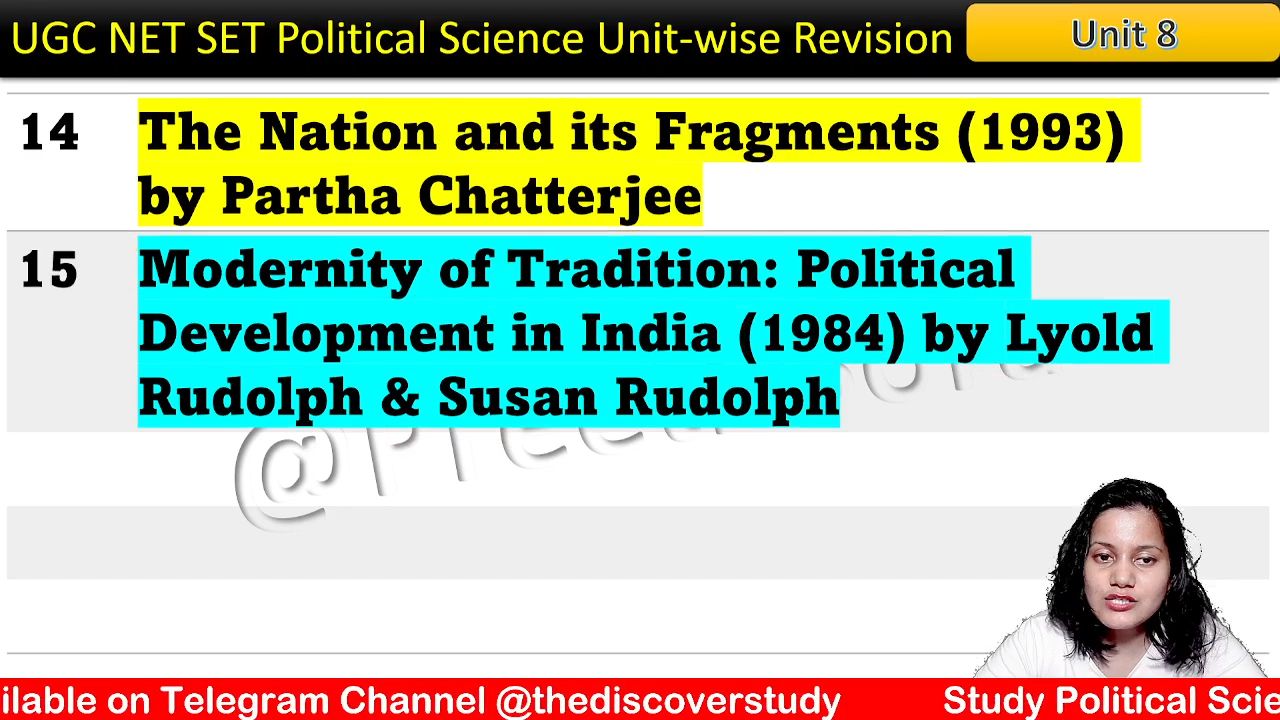 UGC NET SET Political Science Unit-wise Revision
Unit 8
14 The Nation and its Fragments (1993)
by Partha Chatterjee
15 Modernity of Tradition: Political
Development in India (1984) by Lyold
Rudolph & Susan Rudolph
ilable on Telegram Channel @thediscoverstudy Study Political Scie